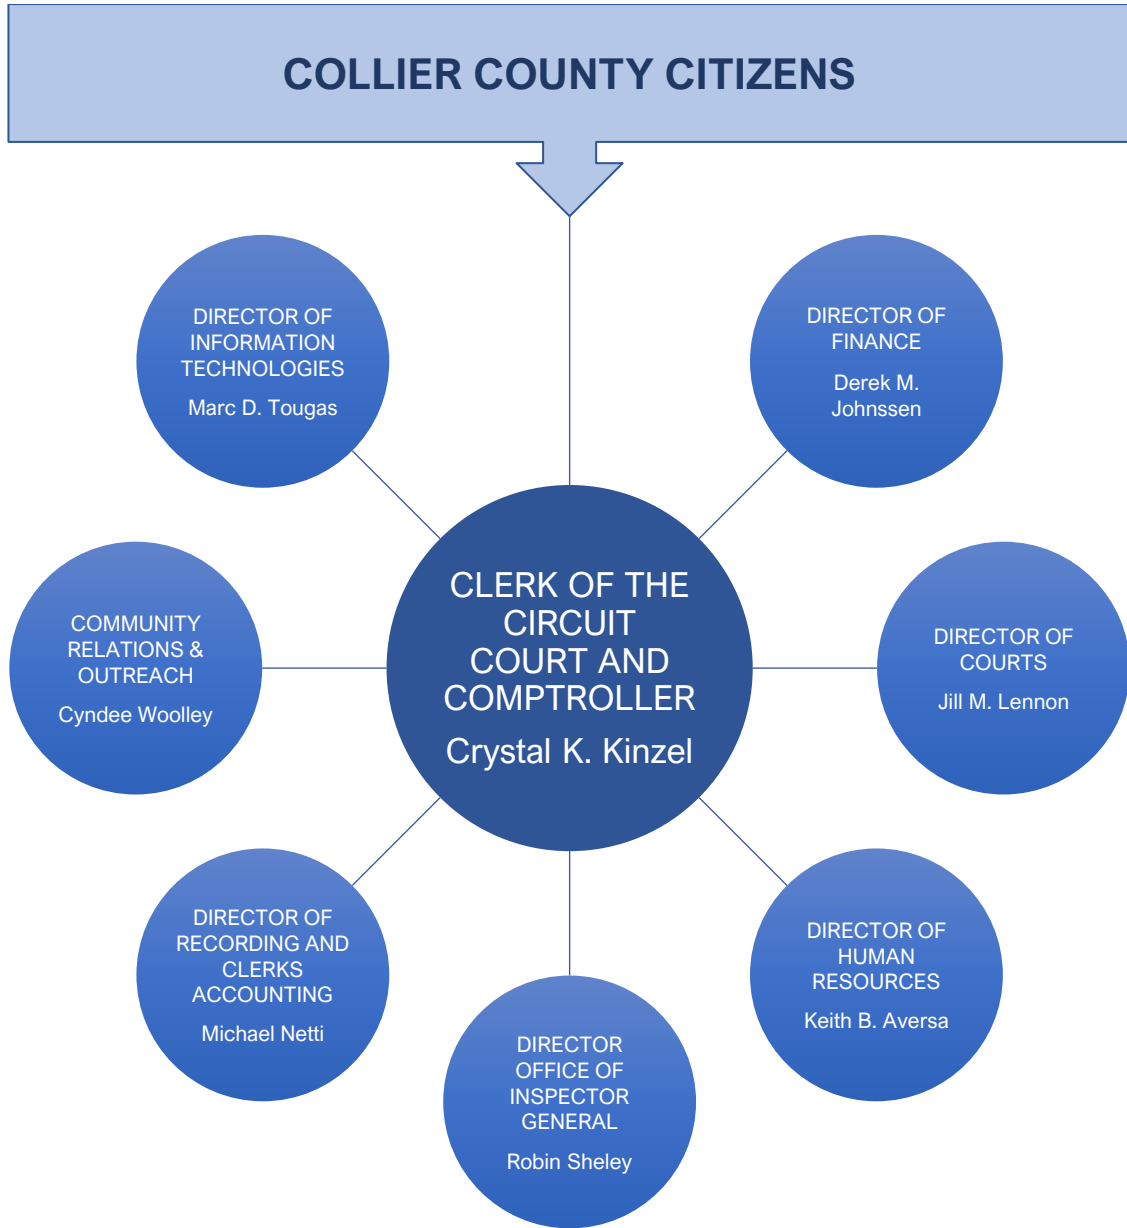 COLLIER COUNTY CITIZENS
DIRECTOR OF
INFORMATION
TECHNOLOGIES
Marc D. Tougas
DIRECTOR OF
FINANCE
Derek M.
Johnssen
COMMUNITY
RELATIONS &
OUTREACH
Cyndee Woolley
CLERK OF THE
CIRCUIT
COURT AND
COMPTROLLER
Crystal K. Kinzel
DIRECTOR OF
COURTS
Jill M. Lennon
DIRECTOR OF
RECORDING AND
CLERKS
ACCOUNTING
Michael Netti
DIRECTOR
OFFICE OF
INSPECTOR
GENERAL
Robin Sheley
DIRECTOR OF
HUMAN
RESOURCES
Keith B. Aversa